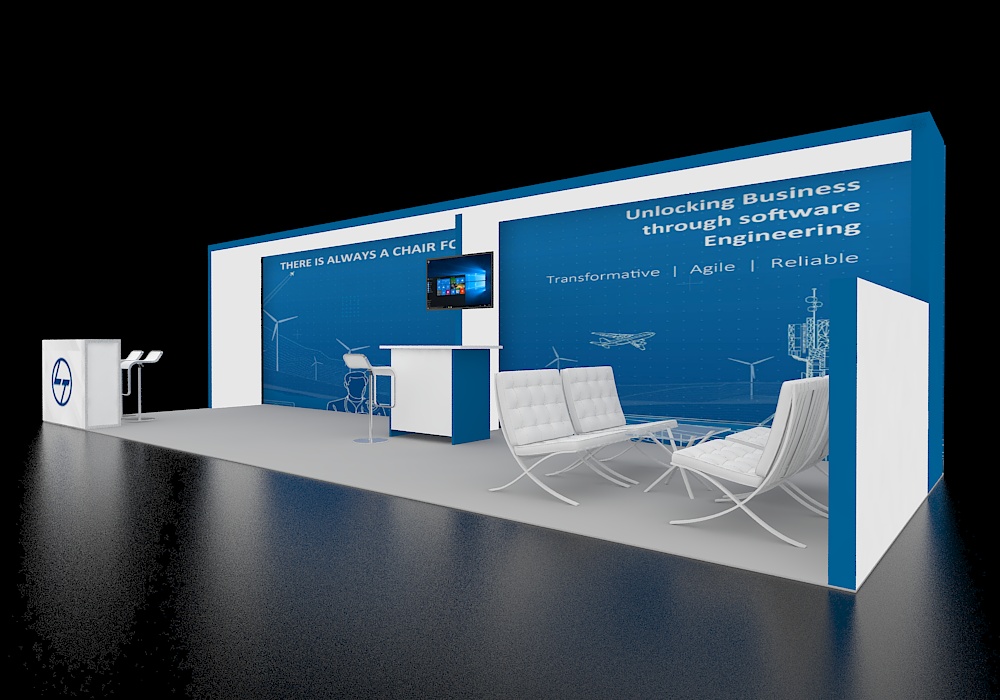 THERE IS ALWAYS A CHAIR FO
Unlocking Business
through software
Engineering
Transformative | Agile | Reliable